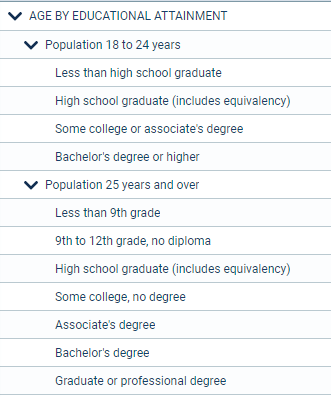 AGE BY EDUCATIONAL ATTAINMENT
Population 18 to 24 years
Less than high school graduate
High school graduate (includes equivalency)
Some college or associate's degree
Bachelor's degree or higher
Population 25 years and over
Less than 9th grade
9th to 12th grade, no diploma
High school graduate (includes equivalency)
Some college, no degree
Associate's degree
Bachelor's degree
Graduate or professional degree